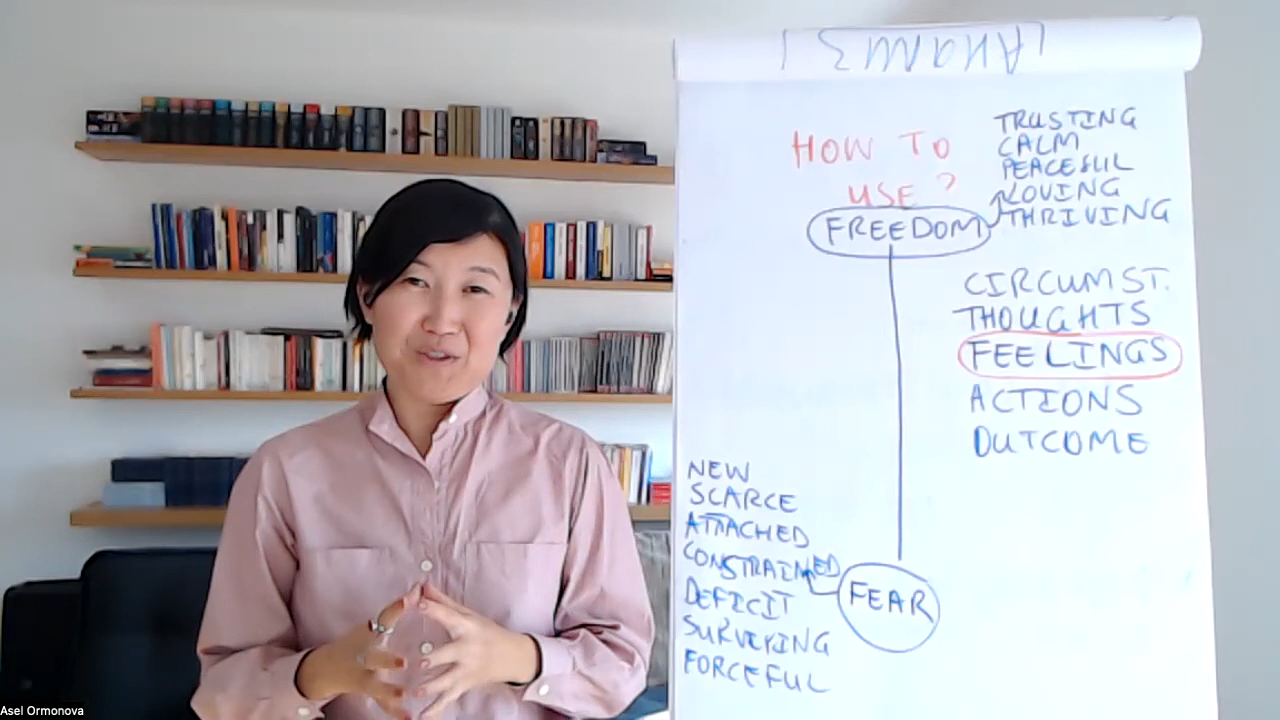 HOW TO
USE?
TRUSTING
CALM
PEACEFUL
LOVING
THRIVING
FREEDOM
CIRCUMST.
THOUGHTS
FEELINGS
ACTIONS
OUTCOME
NEW
SCARCE
ATTACHED
CONSTRAINED
DEFICIT
SURVIVING
FORCEFUL
FEAR
Asel Ormonova